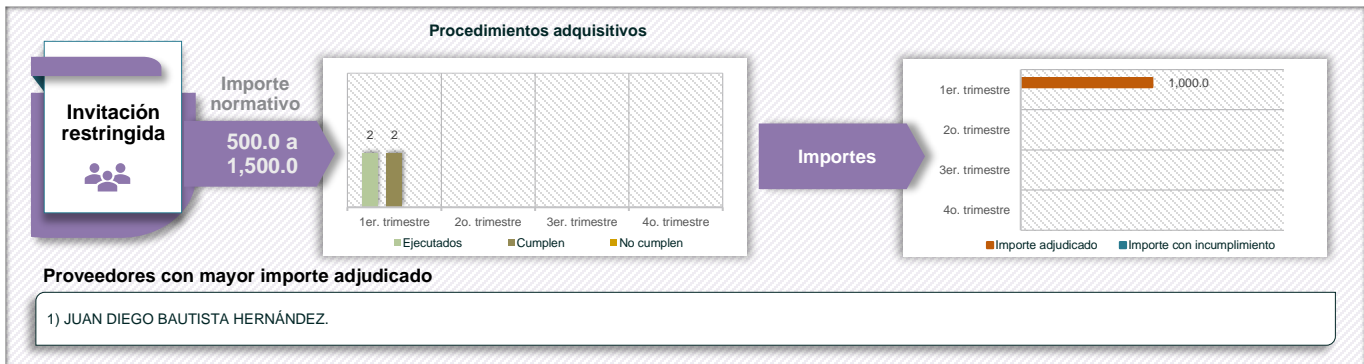 Procedimientos adquisitivos
Invitación
restringida
Importe
normativo
500.0 a
1,500.0
2 2
1er. trimestre 2o. trimestre 3er. trimestre 4o. trimestre
Ejecutados Cumplen No cumplen
Importes
1er. trimestre 1,000.0
2o. trimestre
3er. trimestre
4o. trimestre
Importe adjudicado Importe con incumplimiento
Proveedores con mayor importe adjudicado
1) JUAN DIEGO BAUTISTA HERNÁNDEZ.